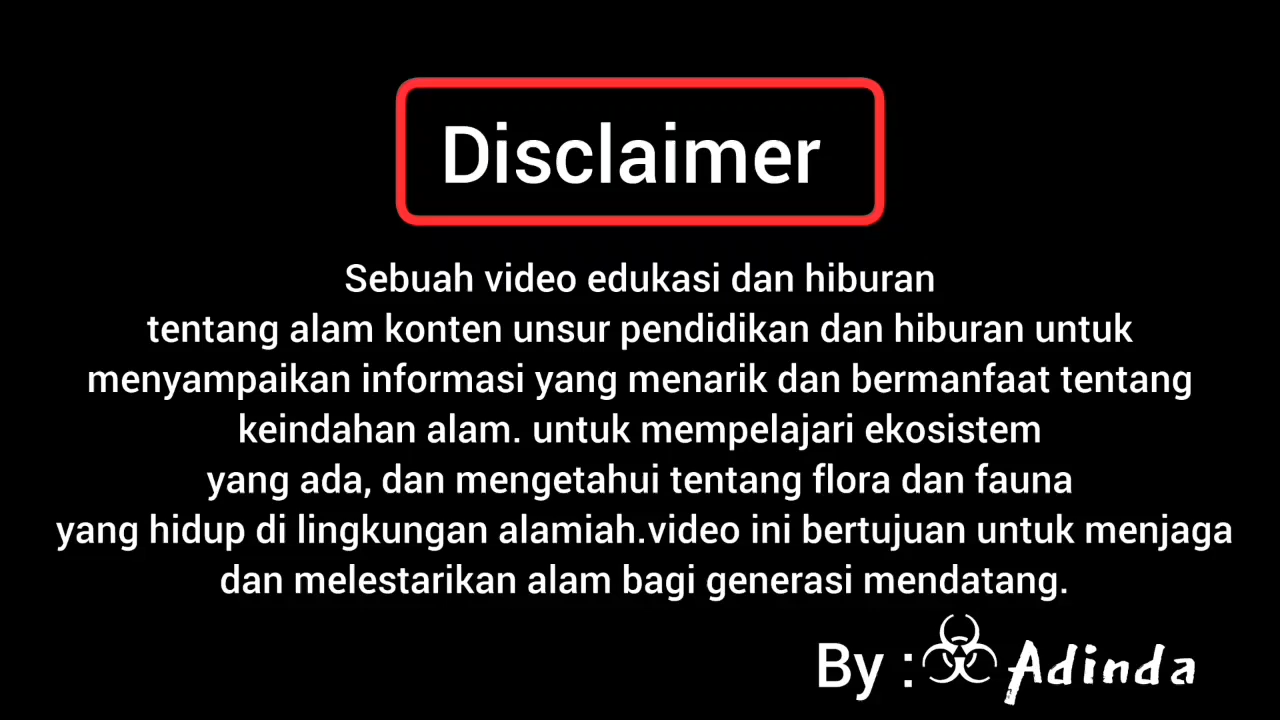 Disclaimer
Sebuah video edukasi dan hiburan
tentang alam konten unsur pendidikan dan hiburan untuk
menyampaikan informasi yang menarik dan bermanfaat tentang
keindahan alam. untuk mempelajari ekosistem
yang ada, dan mengetahui tentang flora dan fauna
yang hidup di lingkungan alamiah.video ini bertujuan untuk menjaga
dan melestarikan alam bagi generasi mendatang.
By :☣Adinda